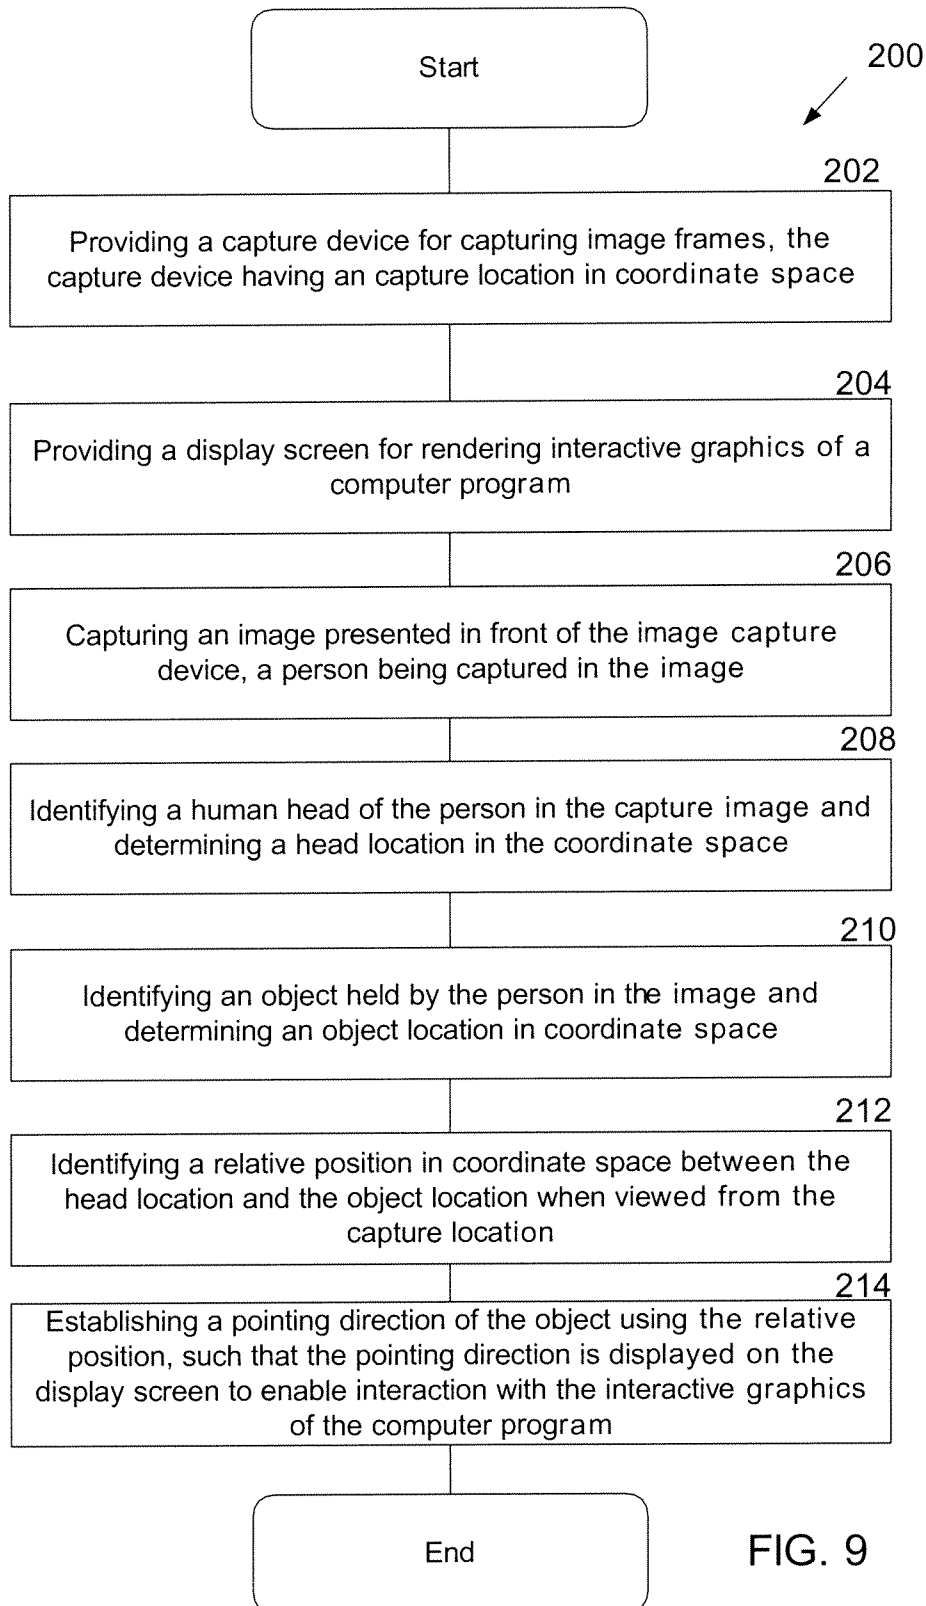 Start
200
202
Providing a capture device for capturing image frames, the
capture device having an capture location in coordinate space
204
Providing a display screen for rendering interactive graphics of a
computer program
206
Capturing an image presented in front of the image capture
device, a person being captured in the image
208
Identifying a human head of the person in the capture image and
determining a head location in the coordinate space
210
Identifying an object held by the person in the image and
determining an object location in coordinate space
212
Identifying a relative position in coordinate space between the
head location and the object location when viewed from the
capture location
214
Establishing a pointing direction of the object using the relative
position, such that the pointing direction is displayed on the
display screen to enable interaction with the interactive graphics
of the computer program
End
FIG. 9